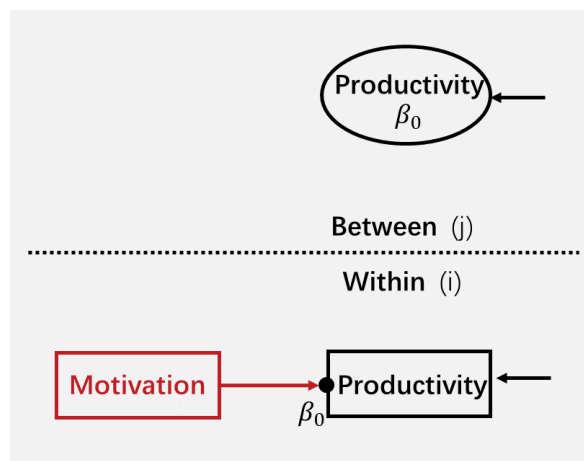 Productivity
β₀
Between (j)
Within (i)
Motivation
Productivity
β₀